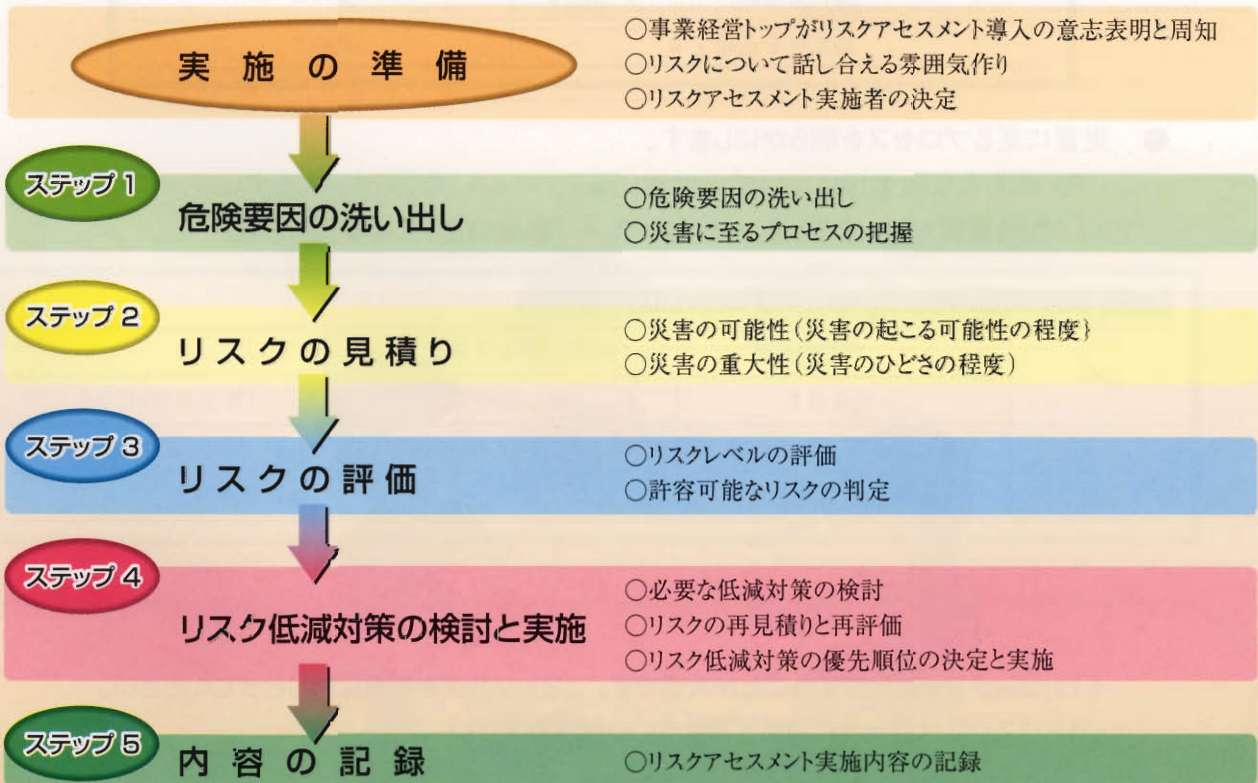 実施の準備
○事業経営トップがリスクアセスメント導入の意志表明と周知
○リスクについて話し合える雰囲気作り
○リスクアセスメント実施者の決定
ステップ1
危険要因の洗い出し
○危険要因の洗い出し
○災害に至るプロセスの把握
ステップ2
リスクの見積り
○災害の可能性(災害の起こる可能性の程度}
○災害の重大性(災害のひどさの程度)
ステップ3
リスクの評価
○リスクレベルの評価
○許容可能なリスクの判定
ステップ4
リスク低減対策の検討と実施
○必要な低減対策の検討
○リスクの再見積りと再評価
○リスク低減対策の優先順位の決定と実施
ステップ5
内容の記録
○リスクアセスメント実施内容の記録